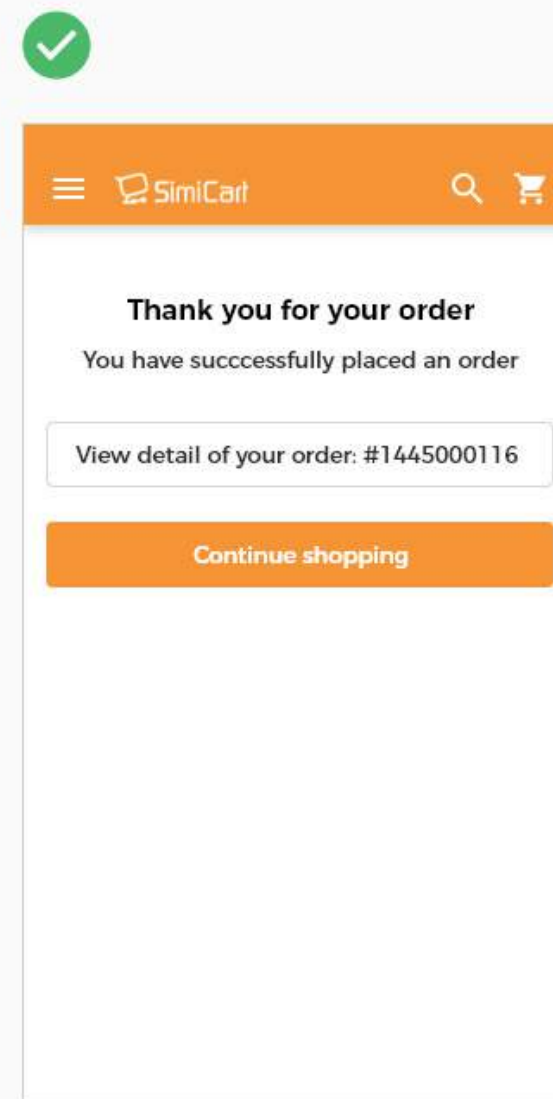 SimiCart
Thank you for your order
You have succcessfully placed an order
View detail of your order: #1445000116
Continue shopping